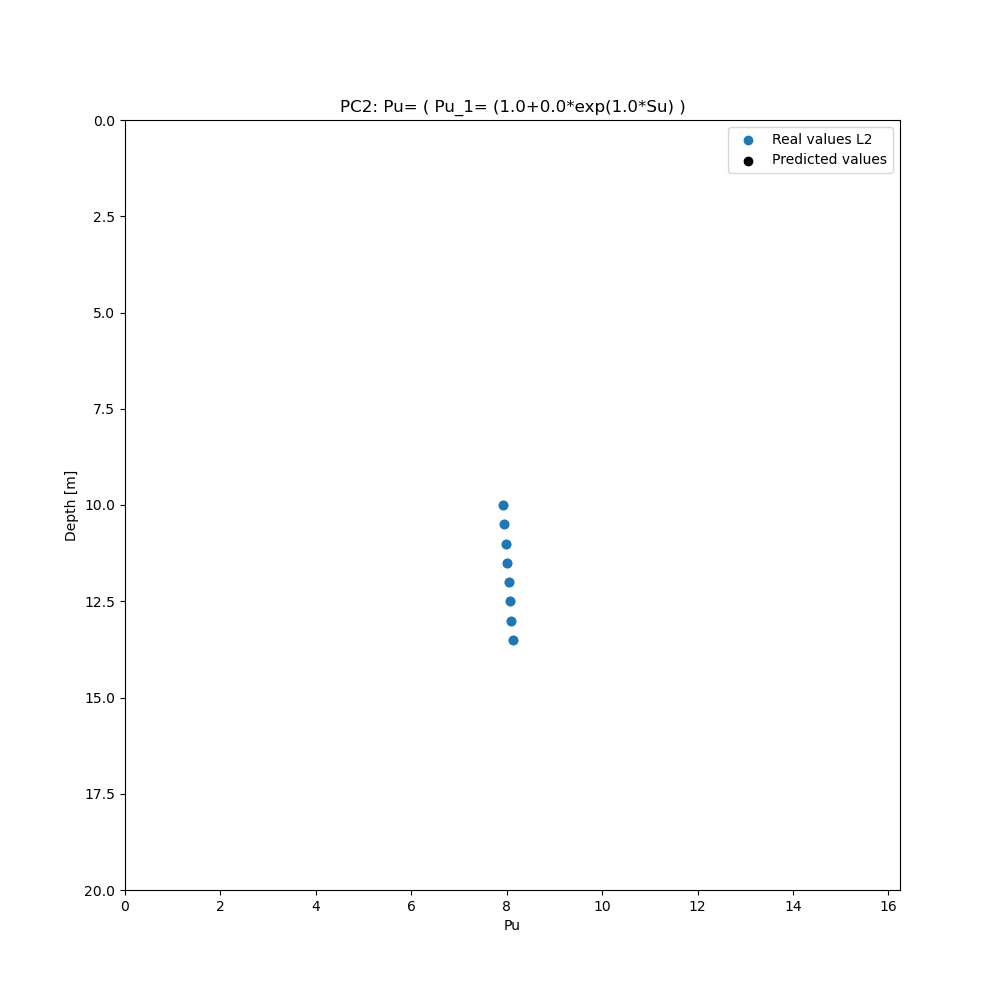 PC2: Pu= ( Pu_1= (1.0+0.0*exp(1.0*Su) )
Real values L2
Predicted values
0.0
2.5
5.0
7.5
10.0
12.5
15.0
17.5
20.0
Depth [m]
0 2 4 6 8 10 12 14 16
Pu